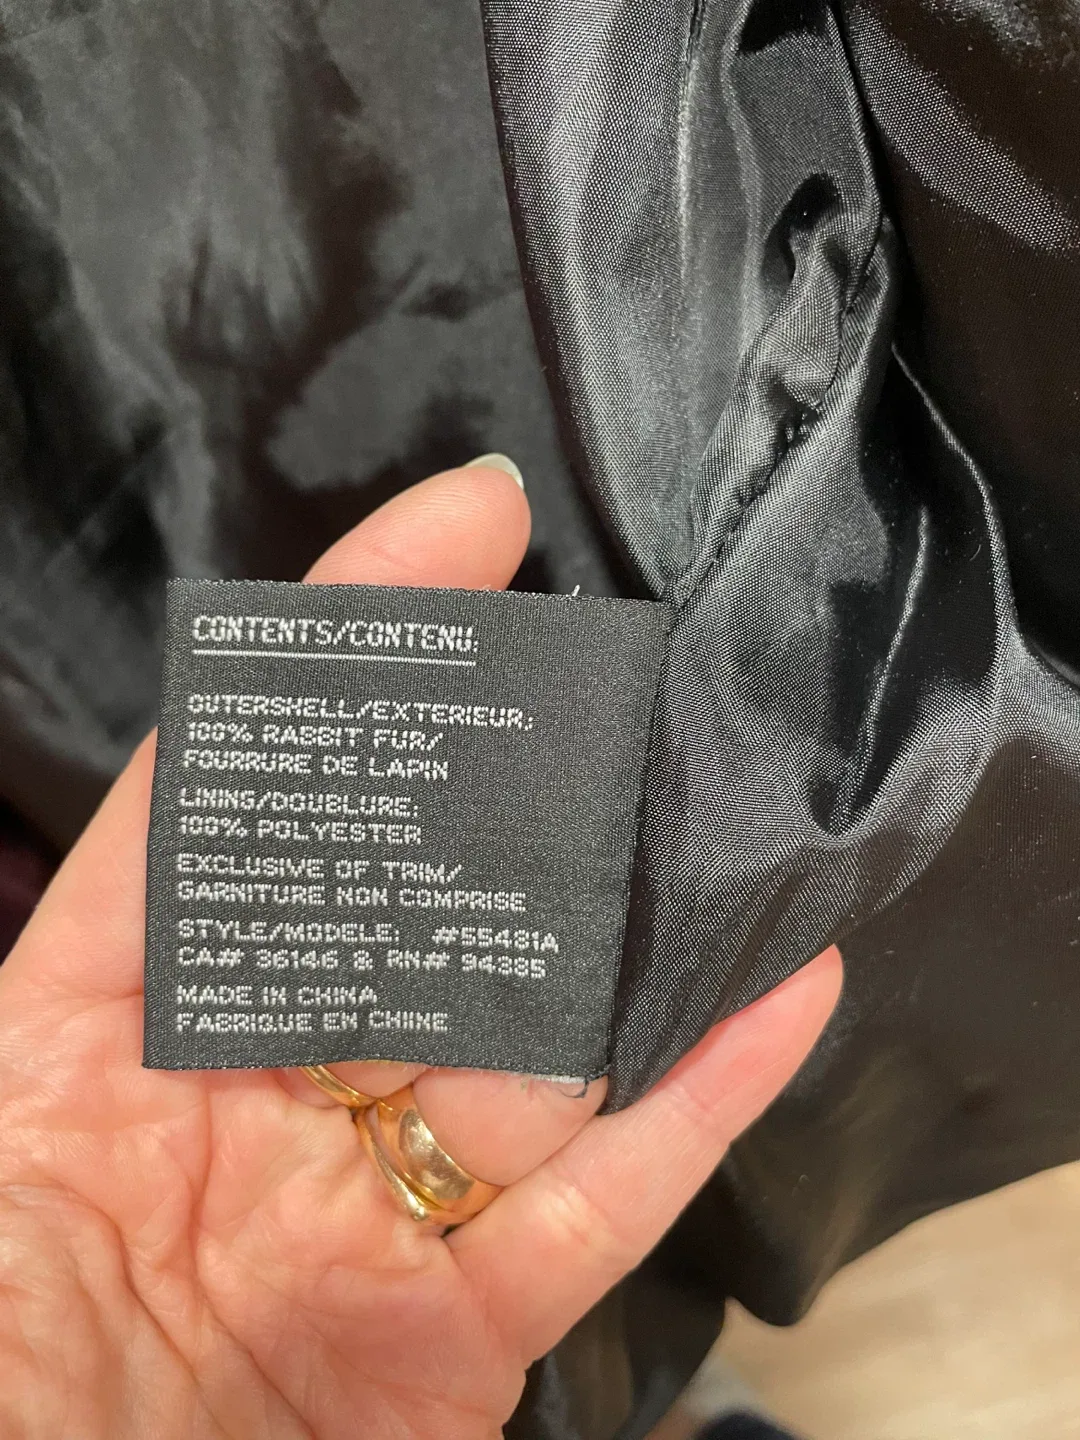 CONTENTS/CONTENU:
OUTERSHELL/EXTERIEUR:
100% RABBIT FUR/
FOURRURE DE LAPIN
LINING/DOUBLURE:
100% POLYESTER
EXCLUSIVE OF TRIM/
GARNITURE NON COMPRISE
STYLE/MODELE: #55481A
CA# 36146 & RN# 94385
MADE IN CHINA
FABRIQUE EN CHINE